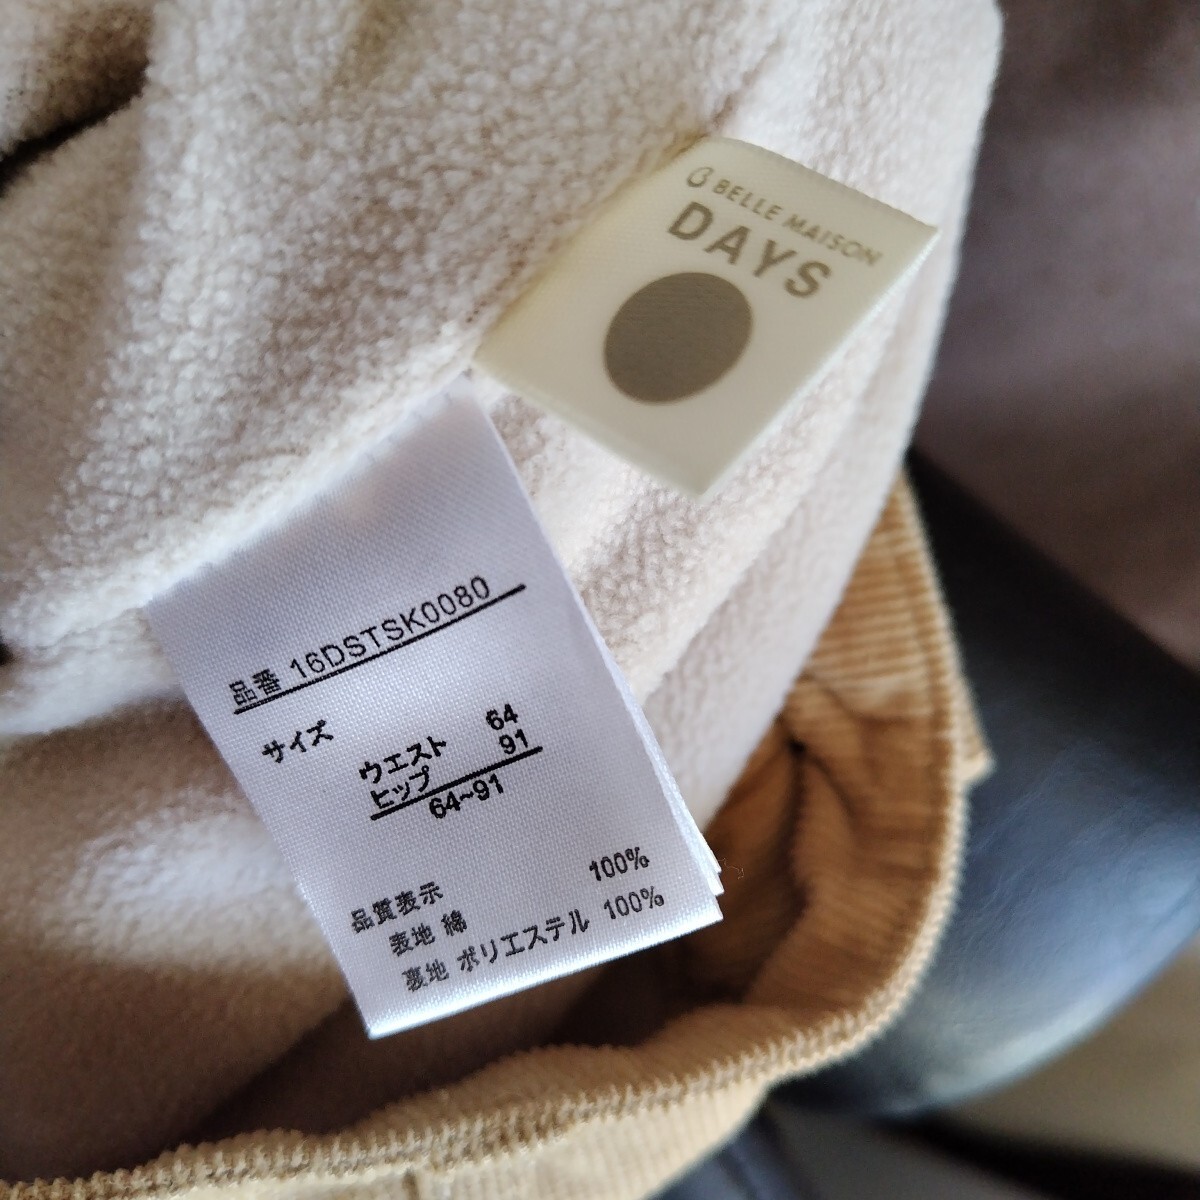 BELLE MAISON
DAYS
品番 16DSTSK0080
サイズ
ウエスト 64
ヒップ 91
64~91
品質表示
表地 綿 100%
裏地 ポリエステル 100%